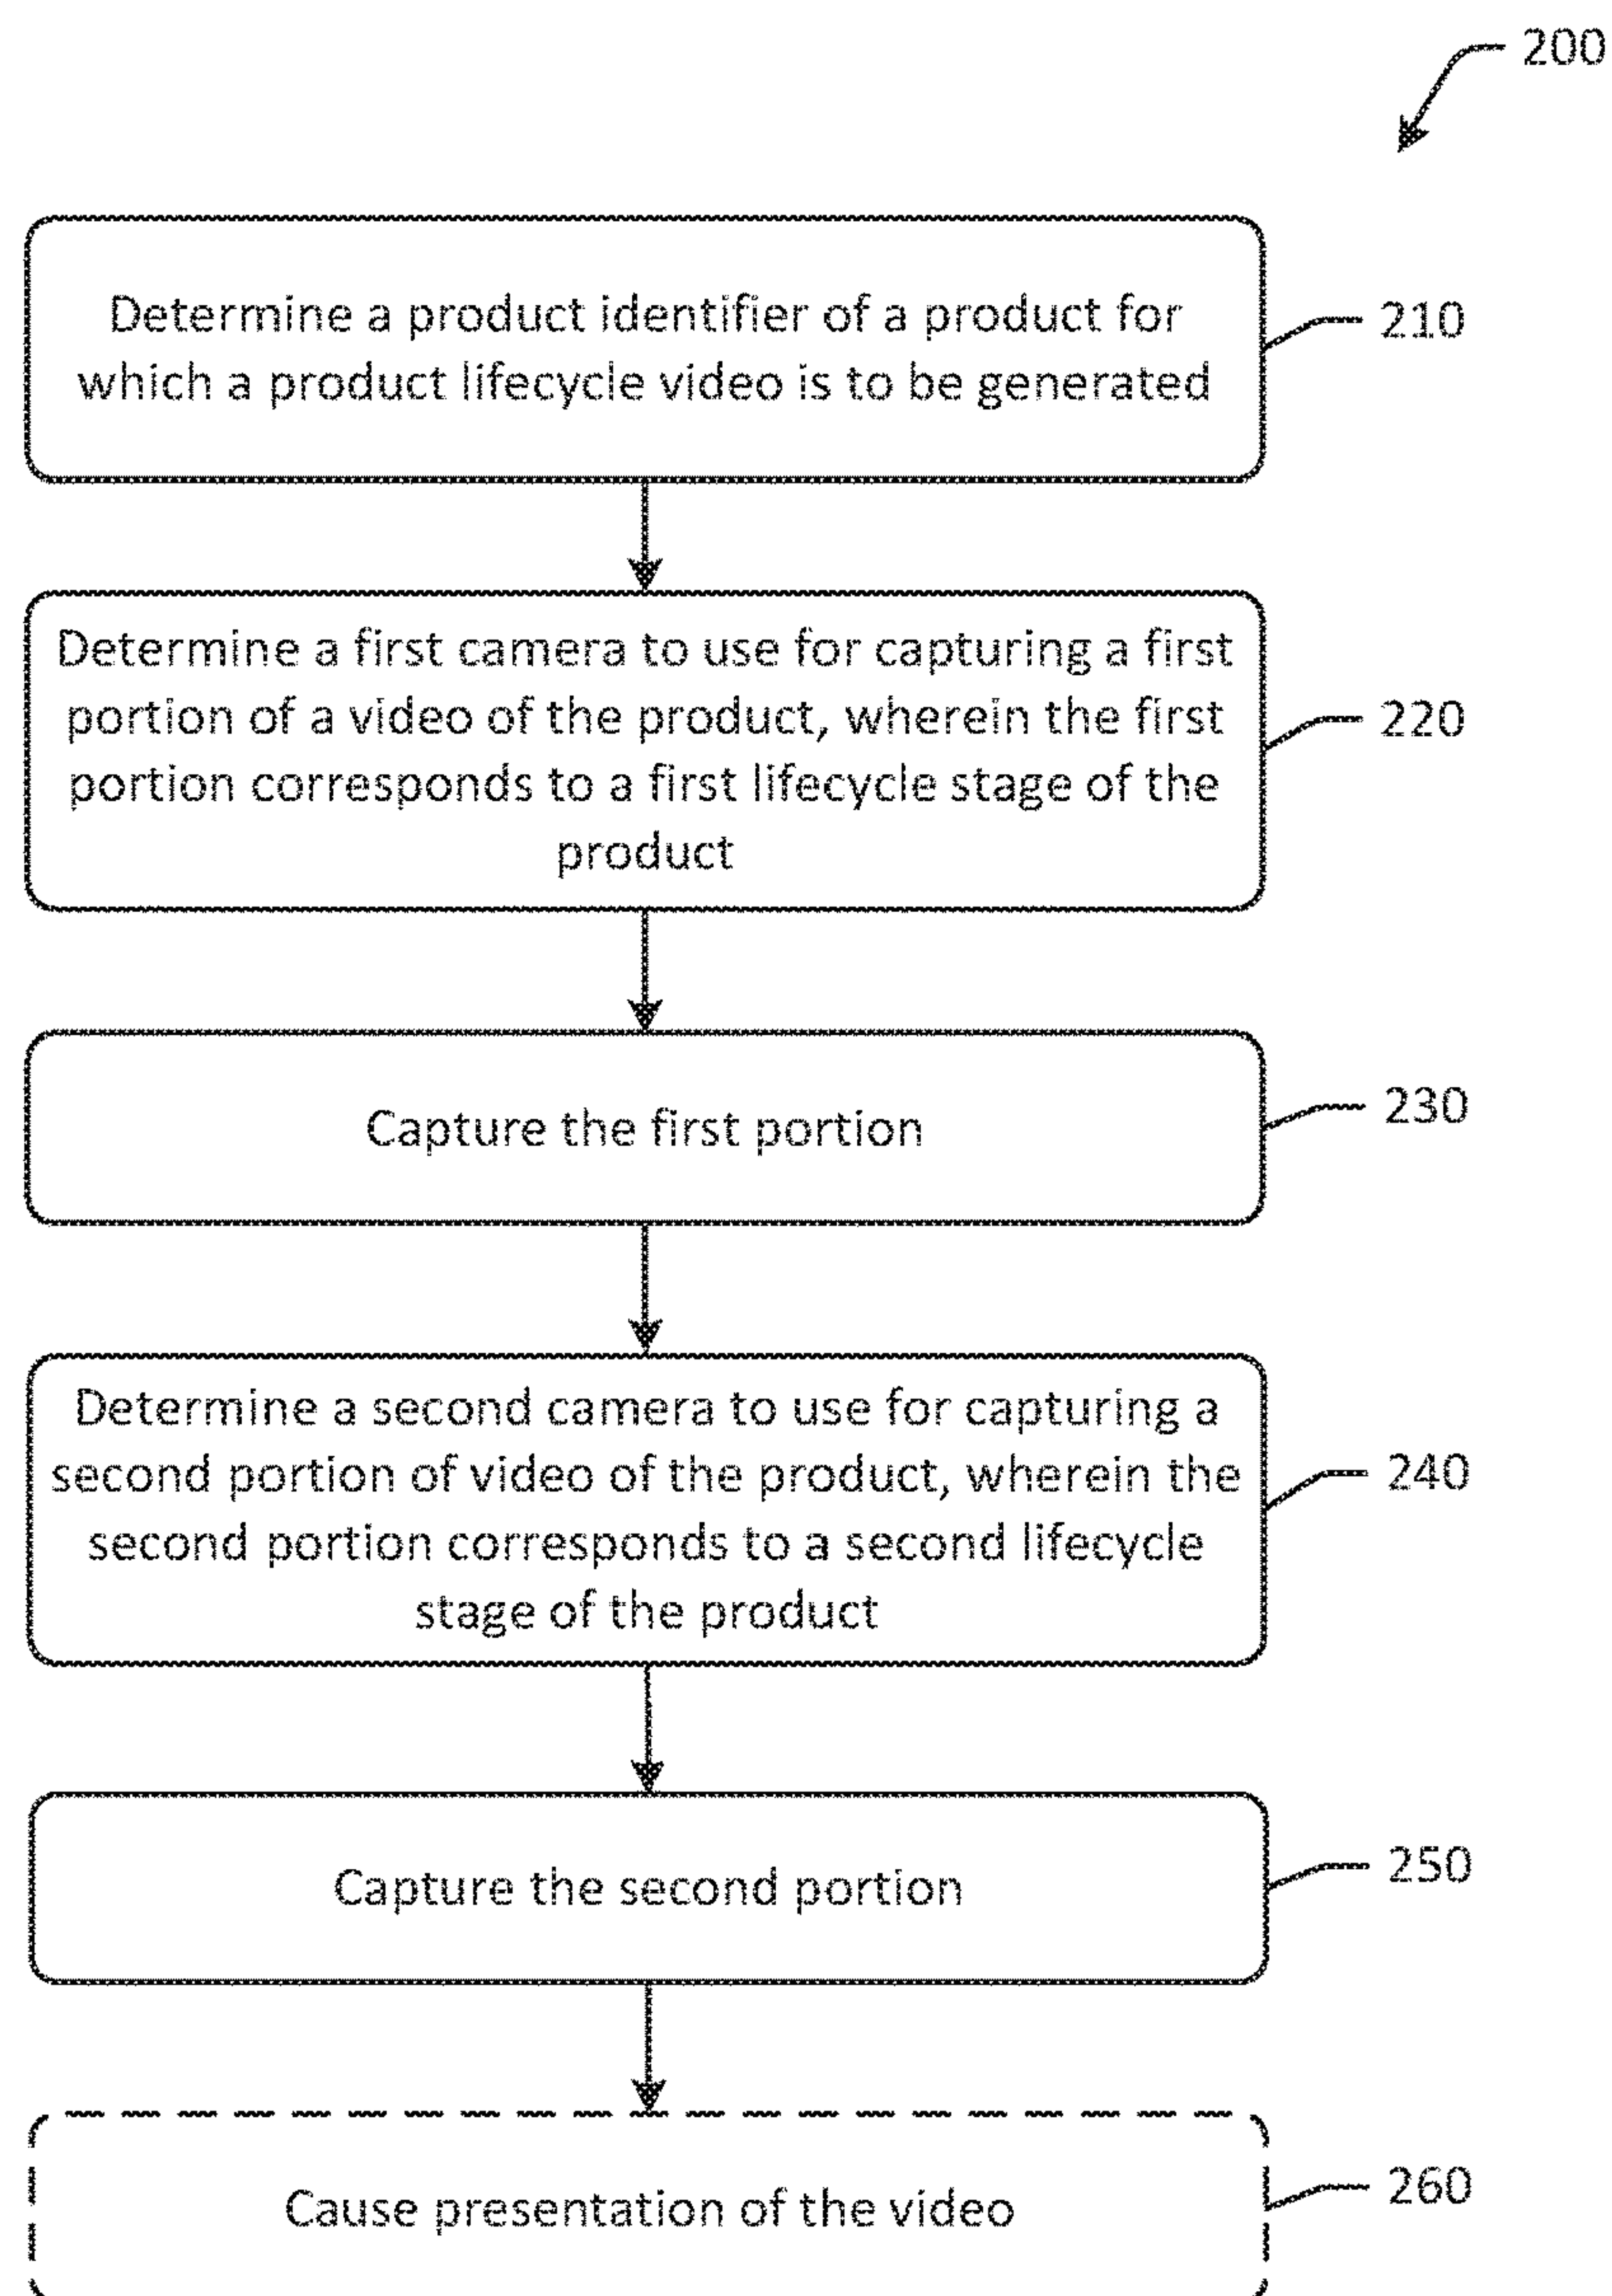 200
Determine a product identifier of a product for
which a product lifecycle video is to be generated
210
Determine a first camera to use for capturing a first
portion of a video of the product, wherein the first
portion corresponds to a first lifecycle stage of the
product
220
Capture the first portion
230
Determine a second camera to use for capturing a
second portion of video of the product, wherein the
second portion corresponds to a second lifecycle
stage of the product
240
Capture the second portion
250
Cause presentation of the video
260